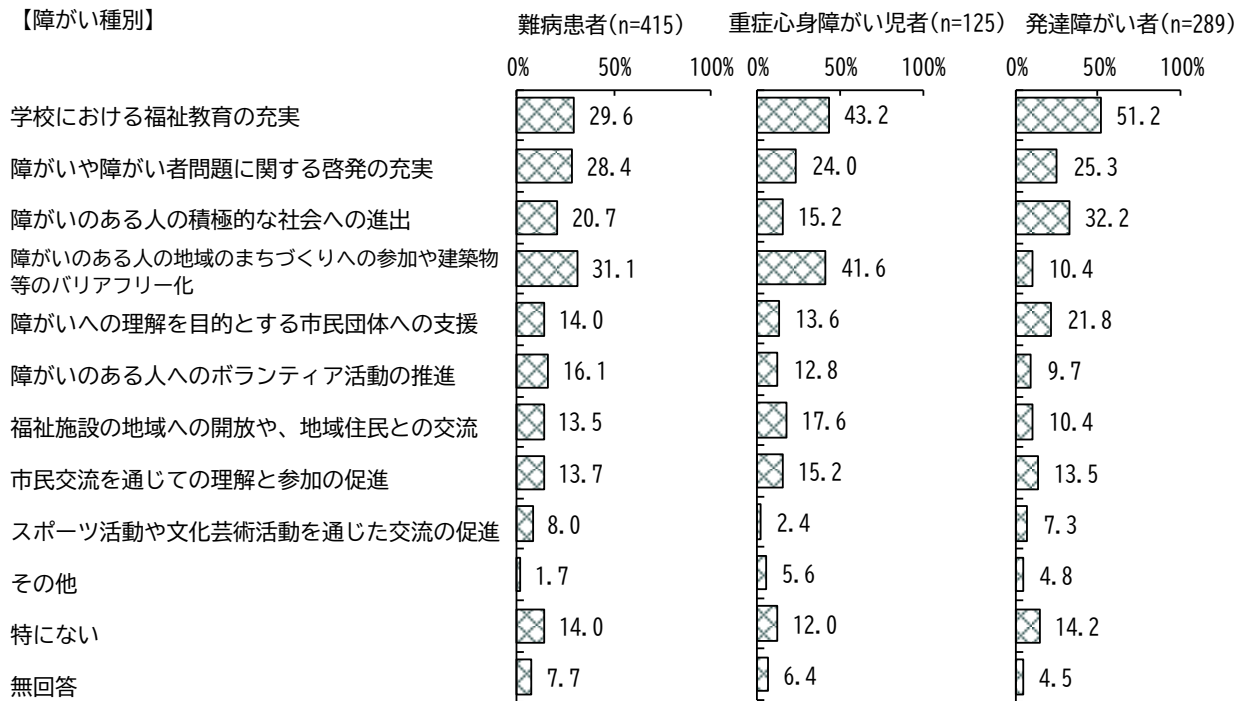 【障がい種別】
難病患者(n=415) 重症心身障がい児者(n=125) 発達障がい者(n=289)
0% 50% 100% 0% 50% 100% 0% 50% 100%
学校における福祉教育の充実 29.6 43.2 51.2
障がいや障がい者問題に関する啓発の充実 28.4 24.0 25.3
障がいのある人の積極的な社会への進出 20.7 15.2 32.2
障がいのある人の地域のまちづくりへの参加や建築物
等のバリアフリー化 31.1 41.6 10.4
障がいへの理解を目的とする市民団体への支援 14.0 13.6 21.8
障がいのある人へのボランティア活動の推進 16.1 12.8 9.7
福祉施設の地域への開放や、地域住民との交流 13.5 17.6 10.4
市民交流を通じての理解と参加の促進 13.7 15.2 13.5
スポーツ活動や文化芸術活動を通じた交流の促進 8.0 2.4 7.3
その他 1.7 5.6 4.8
特にない 14.0 12.0 14.2
無回答 7.7 6.4 4.5